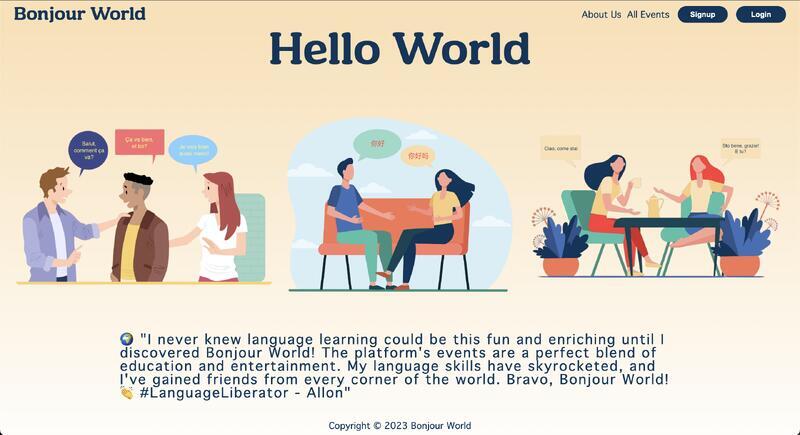 Bonjour World
About Us
All Events
Signup
Login
Hello World
Salut,
comment ça
va?
Ça va bien,
et toi?
Je vais bien
你好
你好吗
Ciao, come stai
Sto bene, grazie!
E tu?
🌍 "I never knew language learning could be this fun and enriching until I
discovered Bonjour World! The platform's events are a perfect blend of
education and entertainment. My language skills have skyrocketed, and
I've gained friends from every corner of the world. Bravo, Bonjour World!
👏 #LanguageLiberator - Allon"
Copyright © 2023 Bonjour World